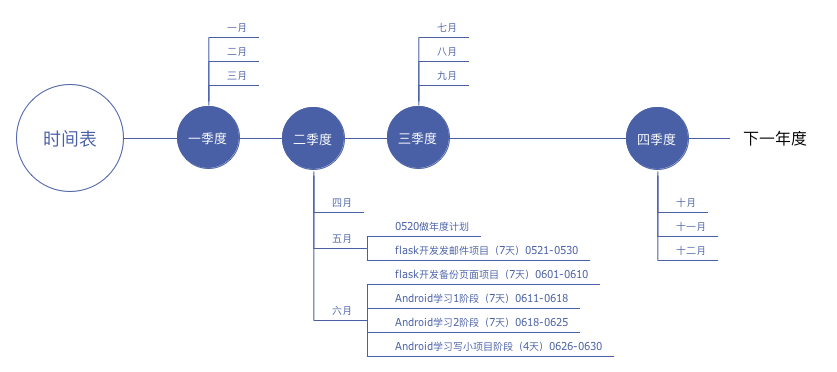 时间表
一季度
一月
二月
三月
二季度
四月
五月
0520做年度计划
flask开发发邮件项目（7天）0521-0530
六月
flask开发备份页面项目（7天）0601-0610
Android学习1阶段（7天）0611-0618
Android学习2阶段（7天）0618-0625
Android学习写小项目阶段（4天）0626-0630
三季度
七月
八月
九月
四季度
十月
十一月
十二月
下一年度